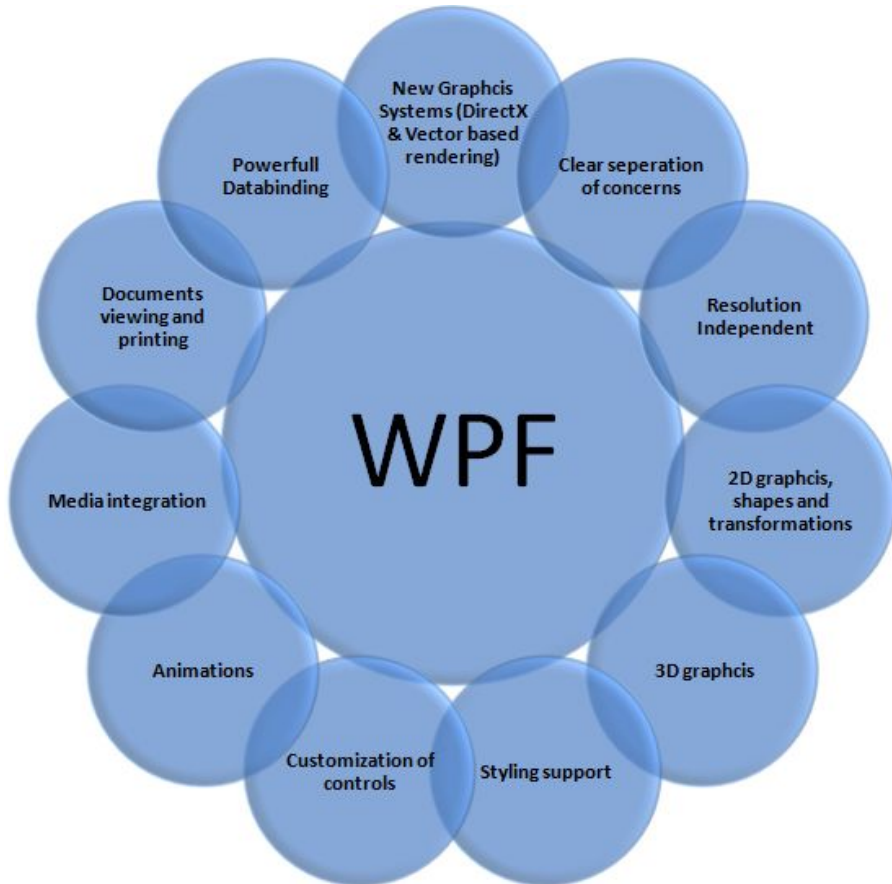 New Graphcis
Systems (DirectX
& Vector based
rendering)
Clear seperation
of concerns
Resolution
Independent
2D graphcis,
shapes and
transformations
3D graphcis
Styling support
Customization of
controls
Animations
Media integration
Documents
viewing and
printing
Powerfull
Databinding
WPF